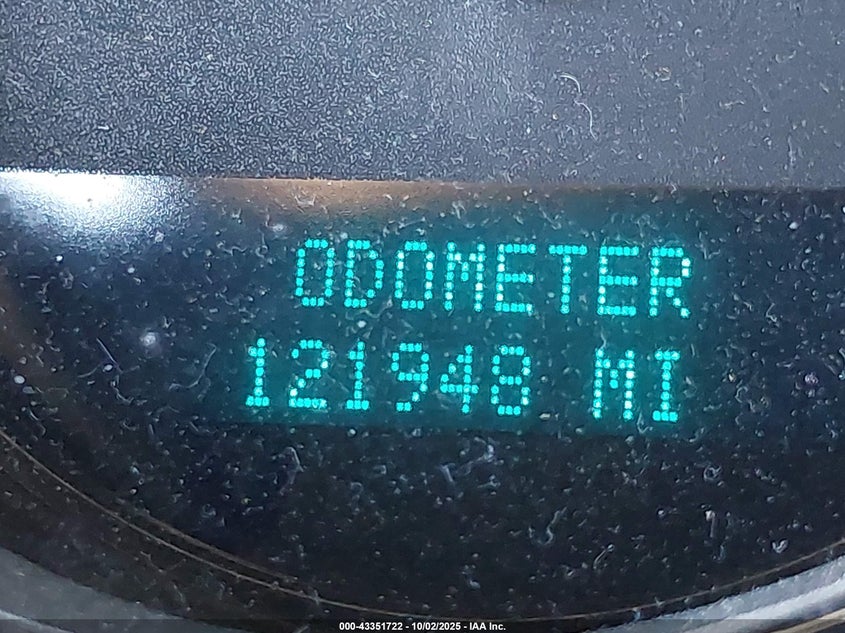 ODOMETER
121948 MI
000-43351722 - 10/02/2025 - IAA Inc.